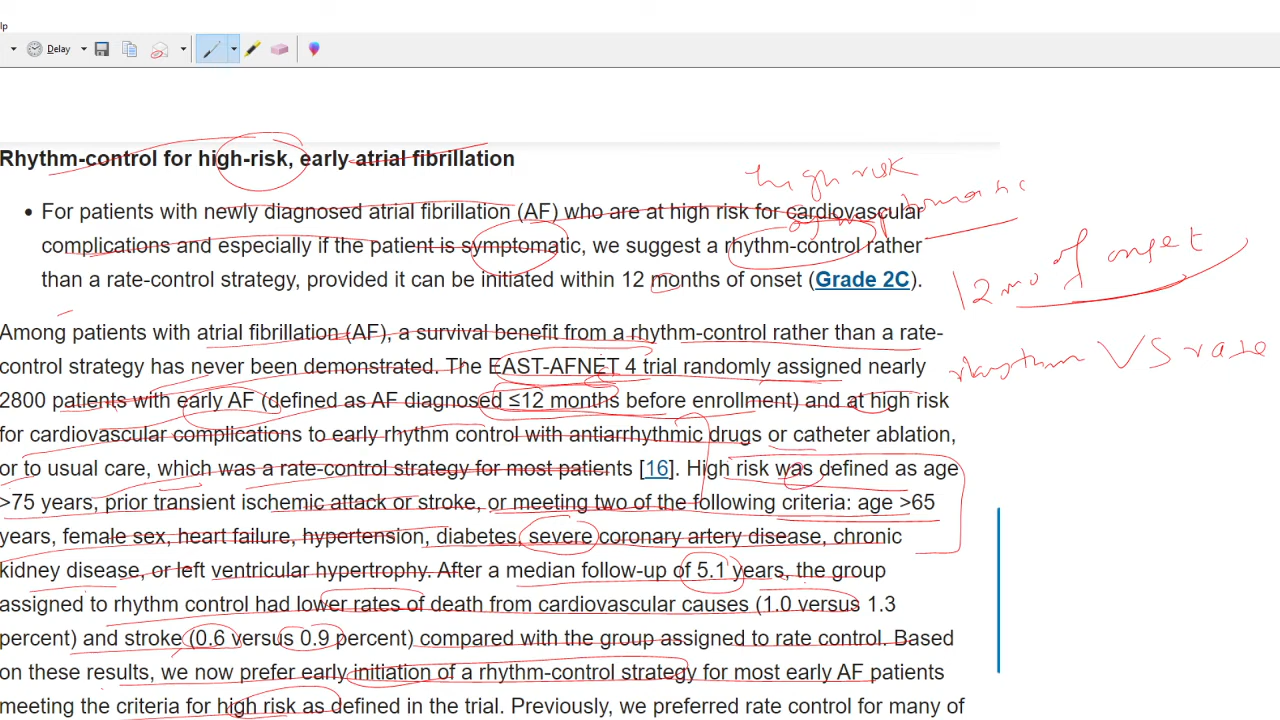 lp
Delay
Rhythm-control for high-risk, early atrial fibrillation
high risk
symptomatic
• For patients with newly diagnosed atrial fibrillation (AF) who are at high risk for cardiovascular
complications and especially if the patient is symptomatic, we suggest a rhythm-control rather
than a rate-control strategy, provided it can be initiated within 12 months of onset (Grade 2C).
12 mo of onset
rhythm VS rate
Among patients with atrial fibrillation (AF), a survival benefit from a rhythm-control rather than a rate-
control strategy has never been demonstrated. The EAST-AFNET 4 trial randomly assigned nearly
2800 patients with early AF (defined as AF diagnosed ≤12 months before enrollment) and at high risk
for cardiovascular complications to early rhythm control with antiarrhythmic drugs or catheter ablation,
or to usual care, which was a rate-control strategy for most patients [16]. High risk was defined as age
>75 years, prior transient ischemic attack or stroke, or meeting two of the following criteria: age >65
years, female sex, heart failure, hypertension, diabetes, severe coronary artery disease, chronic
kidney disease, or left ventricular hypertrophy. After a median follow-up of 5.1 years, the group
assigned to rhythm control had lower rates of death from cardiovascular causes (1.0 versus 1.3
percent) and stroke (0.6 versus 0.9 percent) compared with the group assigned to rate control. Based
on these results, we now prefer early initiation of a rhythm-control strategy for most early AF patients
meeting the criteria for high risk as defined in the trial. Previously, we preferred rate control for many of